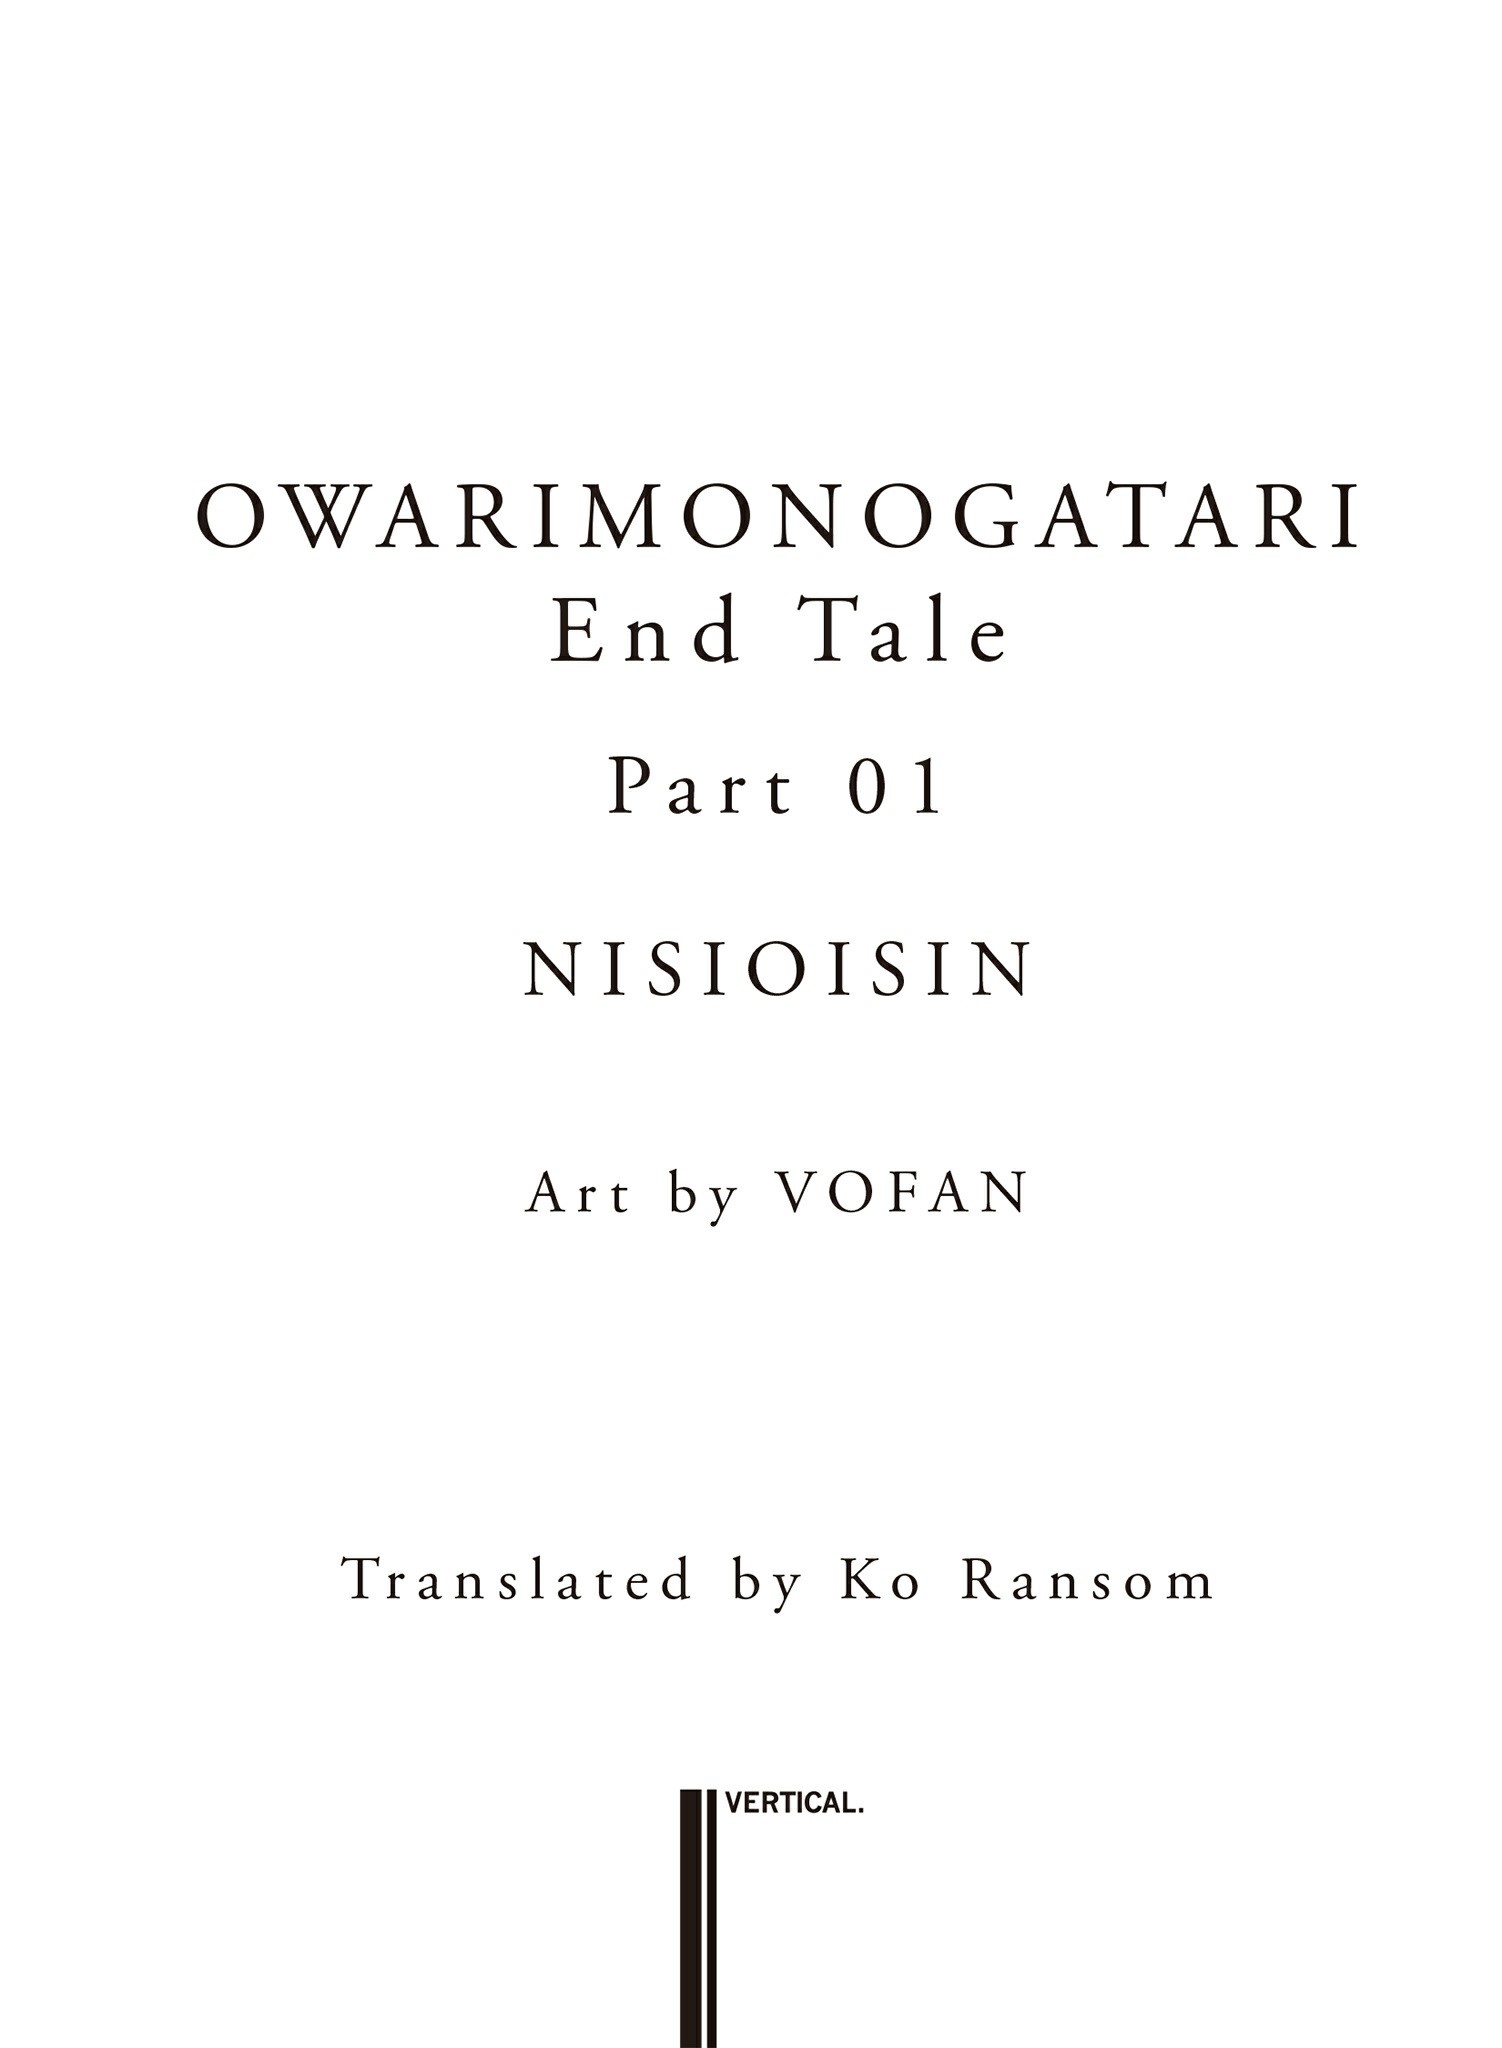 OWARIMONOGATARI
End Tale
Part 01
NISIOISIN
Art by VOFAN
Translated by Ko Ransom
VERTICAL.